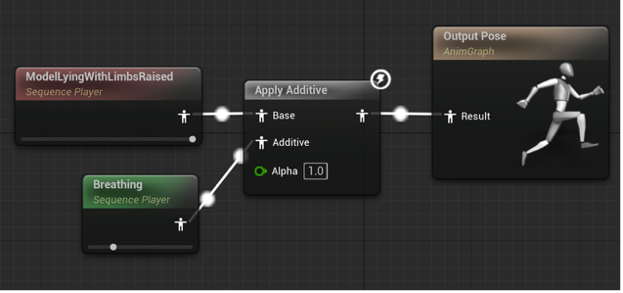 ModelLyingWithLimbsRaised
Sequence Player
Breathing
Sequence Player
Apply Additive
Base
Additive
Alpha 1.0
Output Pose
AnimGraph
Result